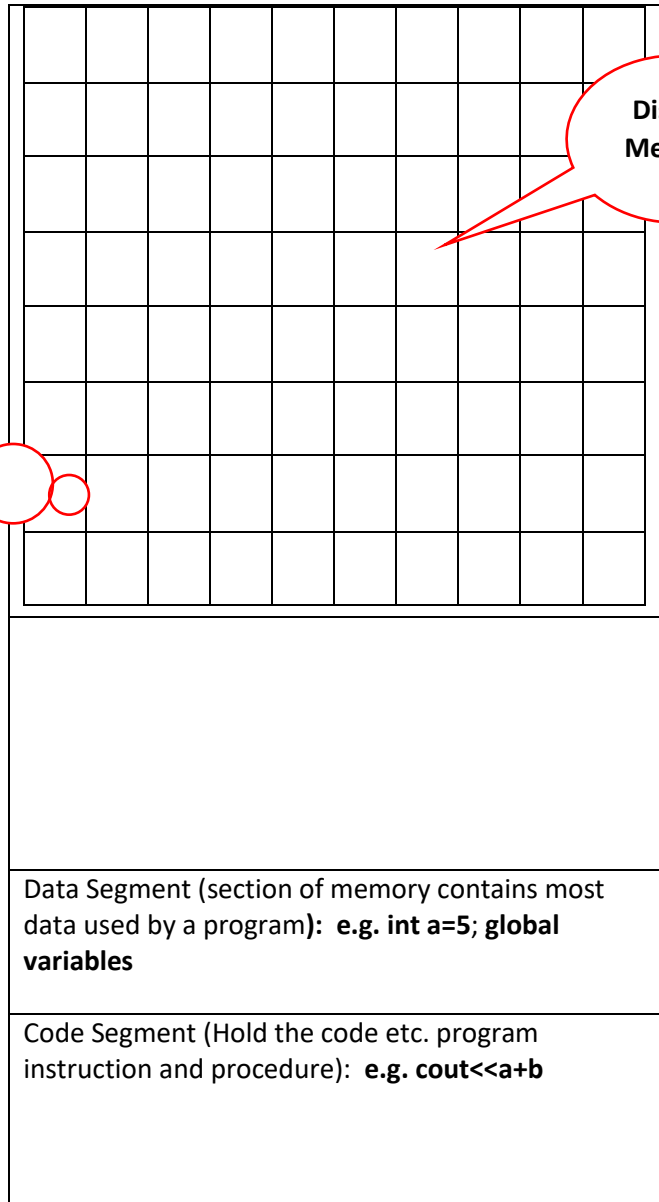 Data Segment (section of memory contains most
data used by a program): e.g. int a=5; global
variables
Code Segment (Hold the code etc. program
instruction and procedure): e.g. cout<<a+b